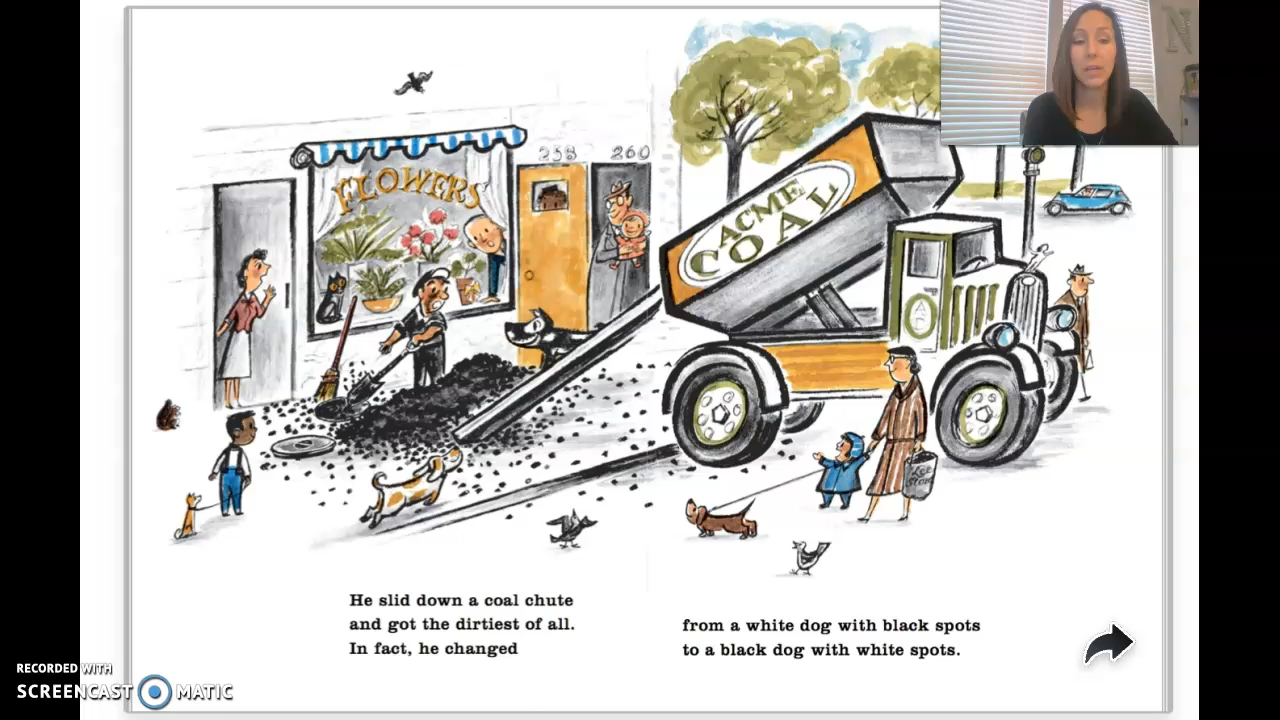 FLOWERS
258
260
ACME
COAL
He slid down a coal chute
and got the dirtiest of all.
In fact, he changed
from a white dog with black spots
to a black dog with white spots.
N
RECORDED WITH
SCREENCAST MATIC